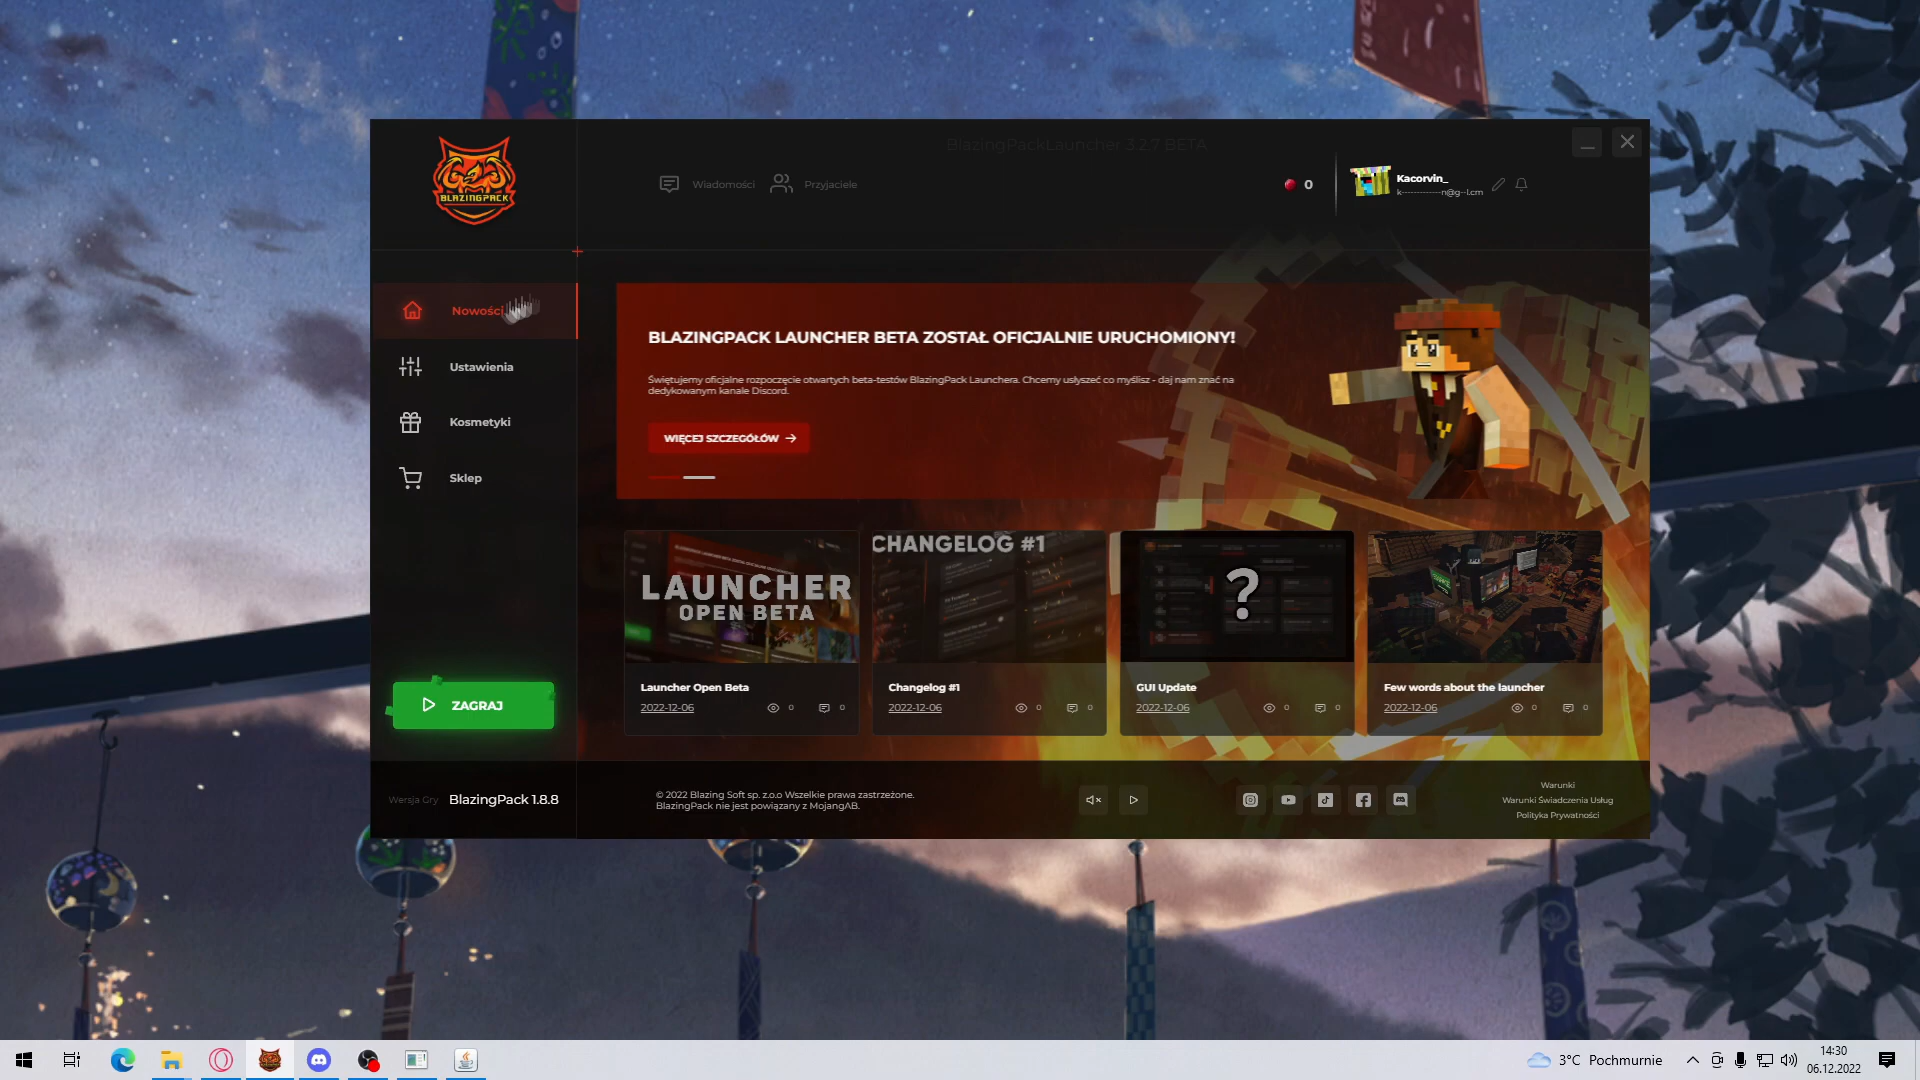 BlazingPackLauncher 3.2.7 BETA
BLAZINGPACK
Wiadomości
Przyjaciele
0
Kacorvin_
Nowości
Ustawienia
Kosmetyki
Sklep
BLAZINGPACK LAUNCHER BETA ZOSTAŁ OFICJALNIE URUCHOMIONY!
Świętujemy oficjalne rozpoczęcie otwartych beta-testów BlazingPack Launchera. Chcemy usłyszeć co myślisz - daj nam znać na
dedykowanym kanale Discord.
WIĘCEJ SZCZEGÓŁÓW
LAUNCHER
OPEN BETA
Launcher Open Beta
2022-12-06
0
0
CHANGELOG #1
Changelog #1
2022-12-06
0
0
?
GUI Update
2022-12-06
0
0
Few words about the launcher
2022-12-06
0
0
ZAGRAJ
Wersja Gry
BlazingPack 1.8.8
© 2022 Blazing Soft sp. z.o.o Wszelkie prawa zastrzeżone.
BlazingPack nie jest powiązany z MojangAB.
Warunki
Warunki Świadczenia Usług
Polityka Prywatności
3°C Pochmurnie
14:30
06.12.2022